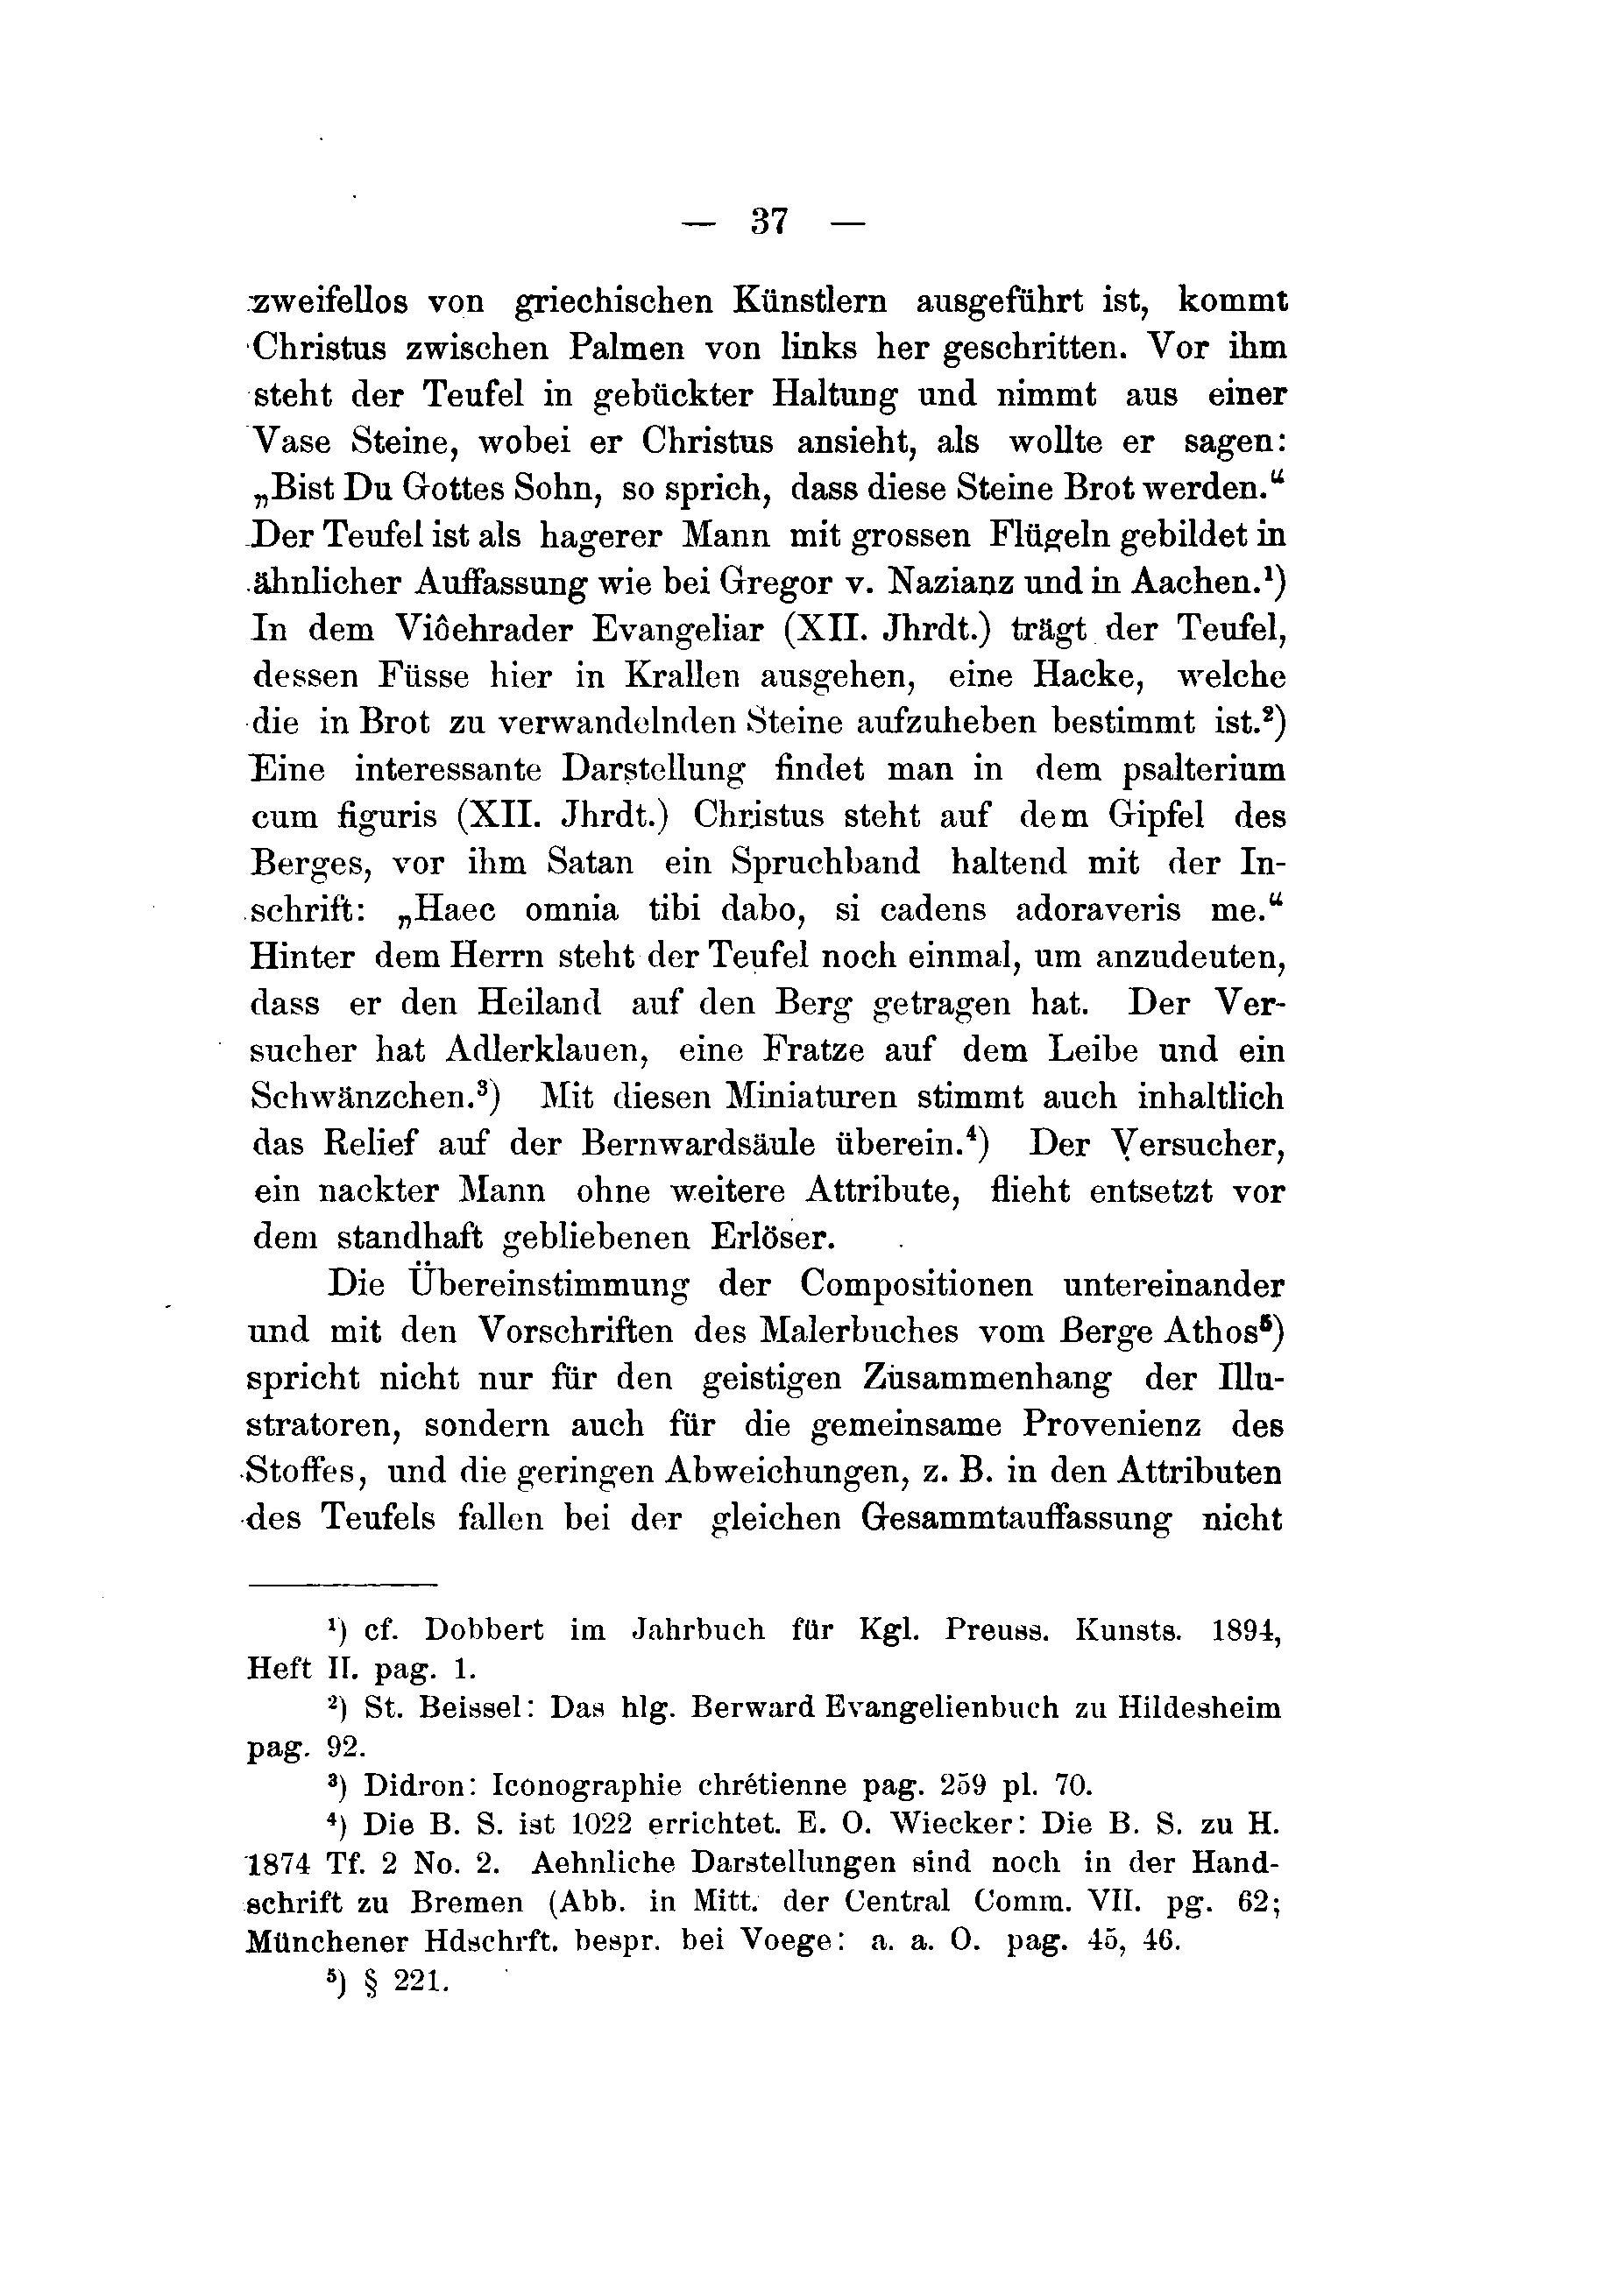 — 37 —
zweifellos von griechischen Künstlern ausgeführt ist, kommt
Christus zwischen Palmen von links her geschritten. Vor ihm
steht der Teufel in gebückter Haltung und nimmt aus einer
Vase Steine, wobei er Christus ansieht, als wollte er sagen:
„Bist Du Gottes Sohn, so sprich, dass diese Steine Brot werden.“
Der Teufel ist als hagerer Mann mit grossen Flügeln gebildet in
ähnlicher Auffassung wie bei Gregor v. Nazianz und in Aachen.¹)
In dem Viôehrader Evangeliar (XII. Jhrdt.) trägt der Teufel,
dessen Füsse hier in Krallen ausgehen, eine Hacke, welche
die in Brot zu verwandelnden Steine aufzuheben bestimmt ist.²)
Eine interessante Darstellung findet man in dem psalterium
cum figuris (XII. Jhrdt.) Christus steht auf dem Gipfel des
Berges, vor ihm Satan ein Spruchband haltend mit der In-
schrift: „Haec omnia tibi dabo, si cadens adoraveris me.“
Hinter dem Herrn steht der Teufel noch einmal, um anzudeuten,
dass er den Heiland auf den Berg getragen hat. Der Ver-
sucher hat Adlerklauen, eine Fratze auf dem Leibe und ein
Schwänzchen.³) Mit diesen Miniaturen stimmt auch inhaltlich
das Relief auf der Bernwardsäule überein.⁴) Der Versucher,
ein nackter Mann ohne weitere Attribute, flieht entsetzt vor
dem standhaft gebliebenen Erlöser.
Die Übereinstimmung der Compositionen untereinander
und mit den Vorschriften des Malerbuches vom Berge Athos⁵)
spricht nicht nur für den geistigen Zusammenhang der Illu-
stratoren, sondern auch für die gemeinsame Provenienz des
Stoffes, und die geringen Abweichungen, z. B. in den Attributen
des Teufels fallen bei der gleichen Gesammtauffassung nicht
¹) cf. Dobbert im Jahrbuch für Kgl. Preuss. Kunsts. 1894,
Heft II. pag. 1.
²) St. Beissel: Das hlg. Berward Evangelienbuch zu Hildesheim
pag. 92.
³) Didron: Iconographie chrétienne pag. 259 pl. 70.
⁴) Die B. S. ist 1022 errichtet. E. O. Wiecker: Die B. S. zu H.
1874 Tf. 2 No. 2. Aehnliche Darstellungen sind noch in der Hand-
schrift zu Bremen (Abb. in Mitt. der Central Comm. VII. pg. 62;
Münchener Hdschrft. bespr. bei Voege: a. a. O. pag. 45, 46.
⁵) § 221.